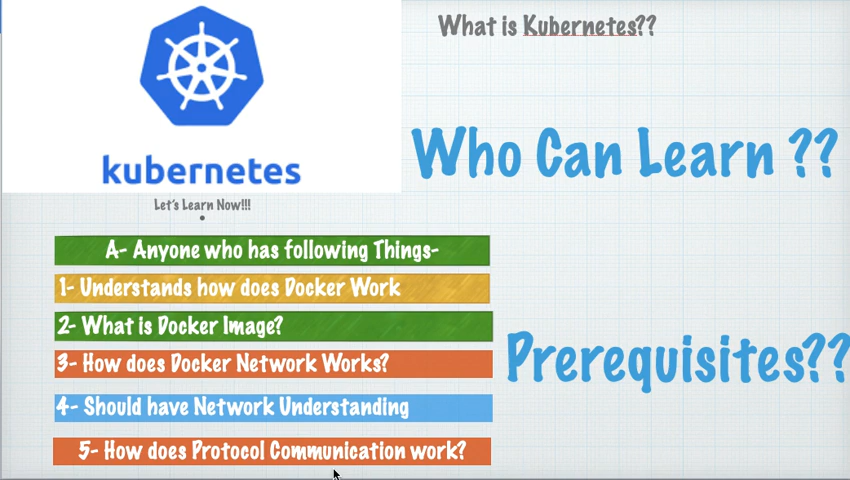 What is Kubernetes??
kubernetes
Who Can Learn ??
Let's Learn Now!!!
A- Anyone who has following Things-
1- Understands how does Docker Work
2- What is Docker Image?
3- How does Docker Network Works?
4- Should have Network Understanding
5- How does Protocol Communication work?
Prerequisites??